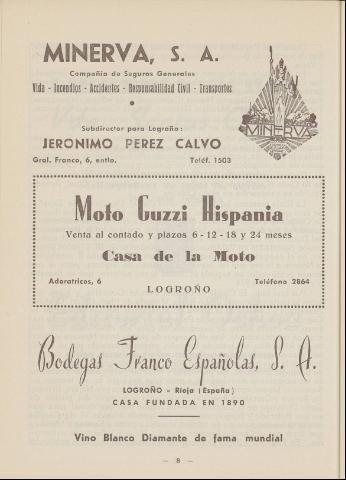 MINERVA, S. A.
Compañía de Seguros Generales
Vida - Incendios - Accidentes - Responsabilidad Civil - Transportes
MINERVA
Subdirector para Logroño:
JERONIMO PEREZ CALVO
Gral. Franco, 6, entlo. Teléf. 1503
Moto Guzzi Hispania
Venta al contado y plazos 6 - 12 - 18 y 24 meses
Casa de la Moto
Adoratrices, 6 Teléfono 2864
LOGROÑO
Bodegas Franco Españolas, S. A.
LOGROÑO - Rioja (España)
CASA FUNDADA EN 1890
Vino Blanco Diamante de fama mundial
— 8 —